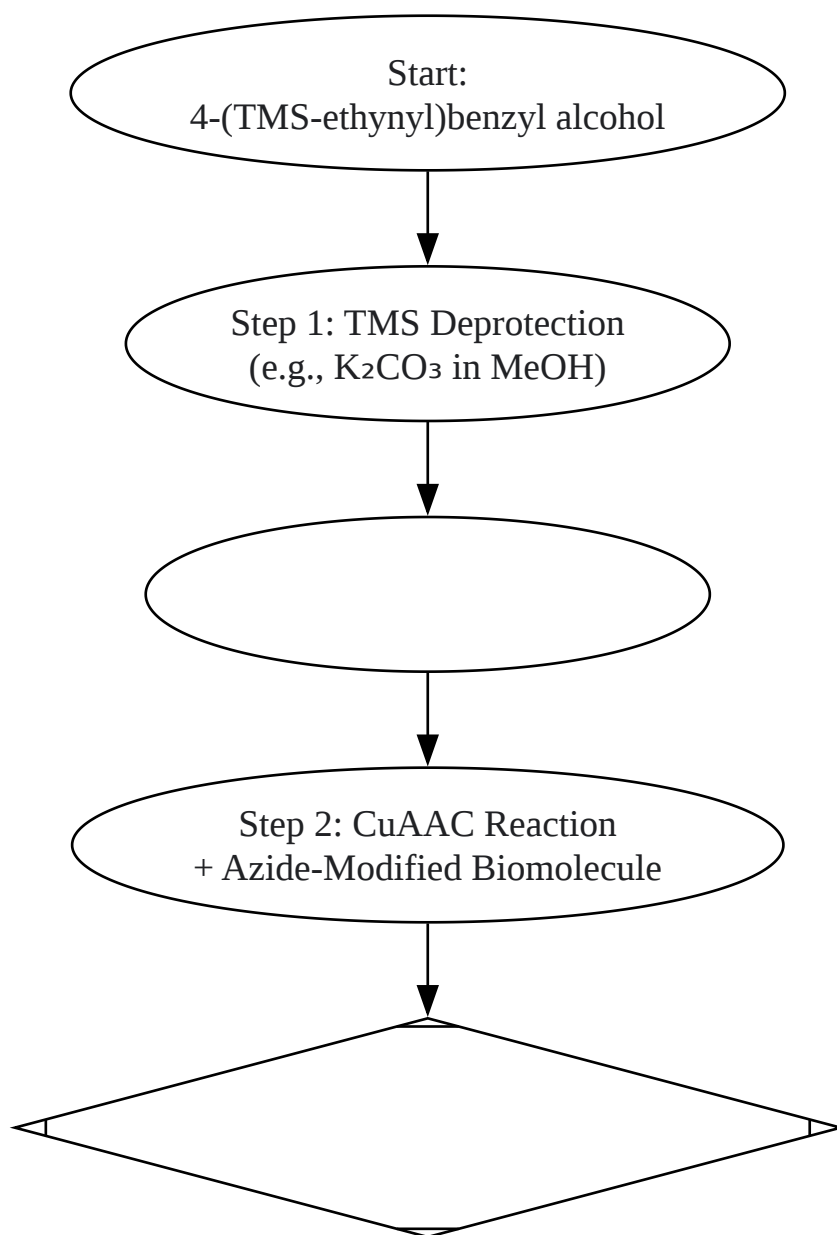 Start:
4-(TMS-ethynyl)benzyl alcohol
Step 1: TMS Deprotection
(e.g., K₂CO₃ in MeOH)
Step 2: CuAAC Reaction
+ Azide-Modified Biomolecule